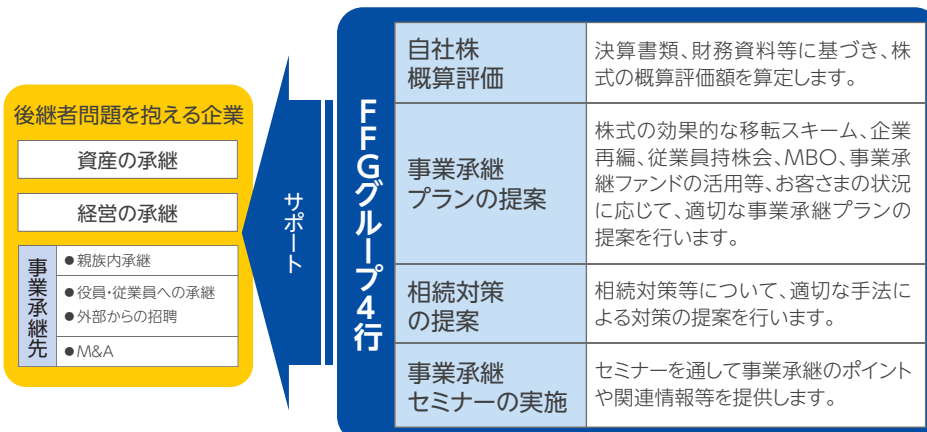 後継者問題を抱える企業
資産の承継
経営の承継
事業承継先
●親族内承継
●役員・従業員への承継
●外部からの招聘
●M&A
サポート
FFGグループ4行
自社株
概算評価
決算書類、財務資料等に基づき、株
式の概算評価額を算定します。
事業承継
プランの提案
株式の効果的な移転スキーム、企業
再編、従業員持株会、MBO、事業承
継ファンドの活用等、お客さまの状況
に応じて、適切な事業承継プランの
提案を行います。
相続対策
の提案
相続対策等について、適切な手法に
よる対策の提案を行います。
事業承継
セミナーの実施
セミナーを通して事業承継のポイント
や関連情報等を提供します。